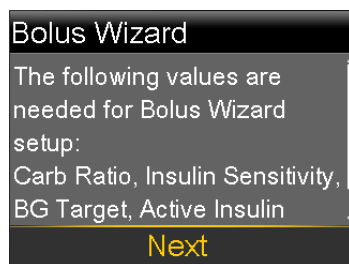 Bolus Wizard
The following values are
needed for Bolus Wizard
setup:
Carb Ratio, Insulin Sensitivity,
BG Target, Active Insulin
Next